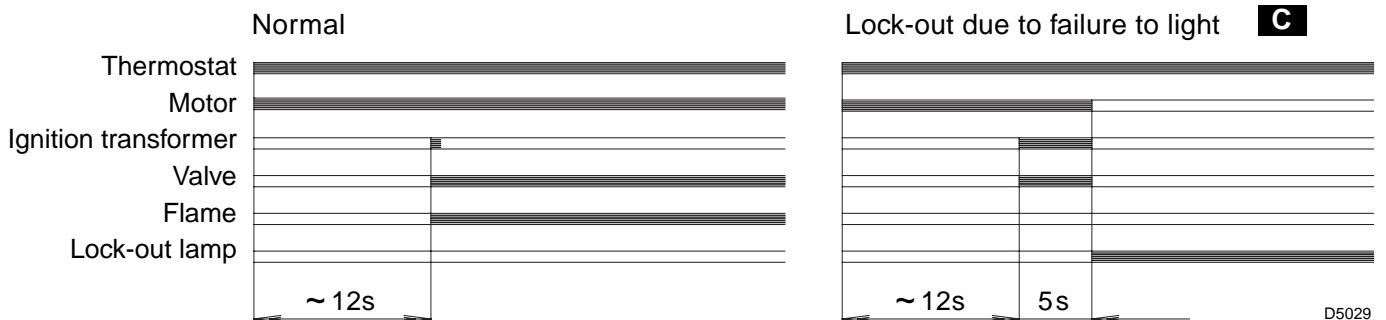 Normal
Lock-out due to failure to light C
Thermostat
Motor
Ignition transformer
Valve
Flame
Lock-out lamp
~ 12s
~ 12s 5s
D5029